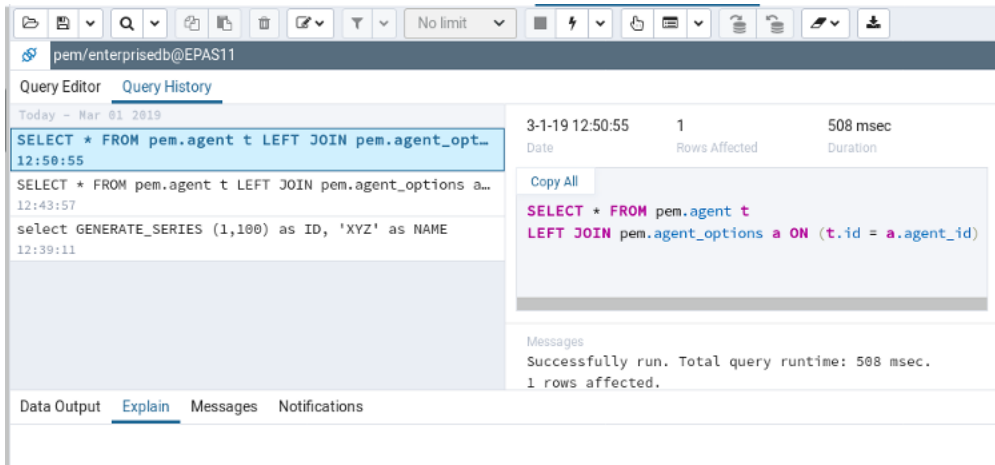 No limit
pem/enterprisedb@EPAS11
Query Editor Query History
Today - Mar 01 2019
SELECT * FROM pem.agent t LEFT JOIN pem.agent_opt…
12:50:55
SELECT * FROM pem.agent t LEFT JOIN pem.agent_options a…
12:43:57
select GENERATE_SERIES (1,100) as ID, 'XYZ' as NAME
12:39:11
3-1-19 12:50:55 1 508 msec
Date Rows Affected Duration
Copy All
SELECT * FROM pem.agent t
LEFT JOIN pem.agent_options a ON (t.id = a.agent_id)
Messages
Successfully run. Total query runtime: 508 msec.
1 rows affected.
Data Output Explain Messages Notifications